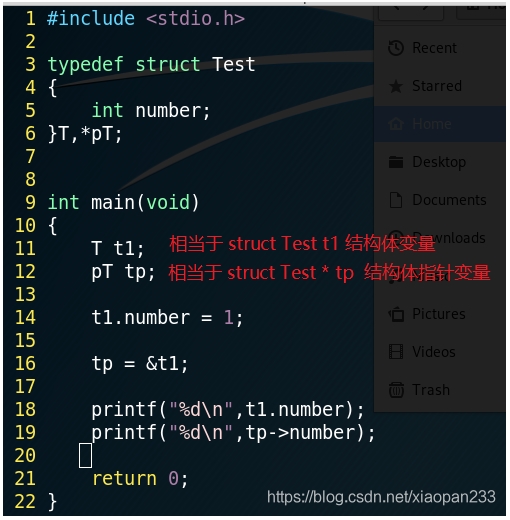 1 #include <stdio.h>
2
3 typedef struct Test
4 {
5     int number;
6 }T,*pT;
7
8
9 int main(void)
10 {
11     T t1; 相当于 struct Test t1 结构体变量
12     pT tp; 相当于 struct Test * tp 结构体指针变量
13
14     t1.number = 1;
15
16     tp = &t1;
17
18     printf("%d\n",t1.number);
19     printf("%d\n",tp->number);
20
21     return 0;
22 }
Recent
Starred
Home
Desktop
Documents
Downloads
Pictures
Videos
Trash
https://blog.csdn.net/xiaopan233